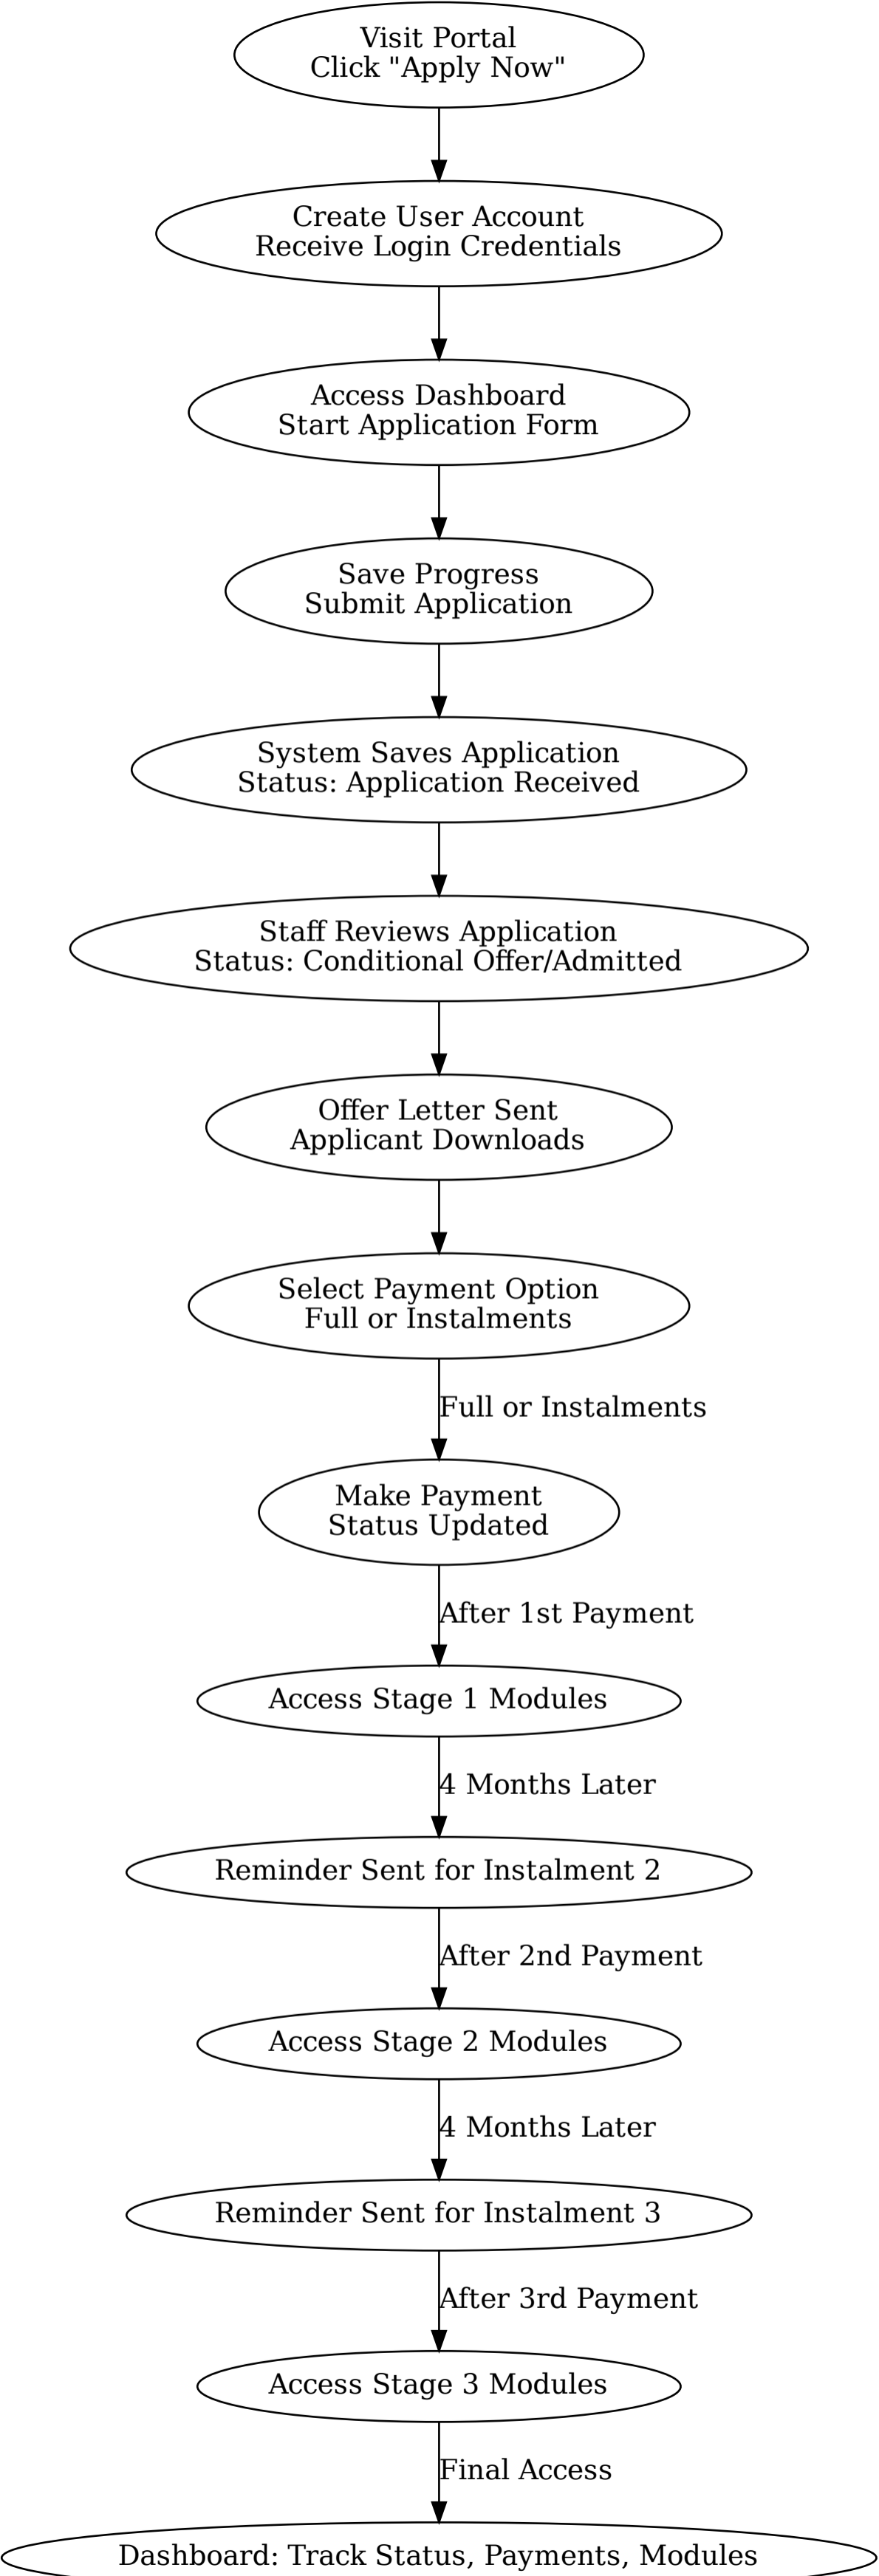 Visit Portal
Click "Apply Now"
Create User Account
Receive Login Credentials
Access Dashboard
Start Application Form
Save Progress
Submit Application
System Saves Application
Status: Application Received
Staff Reviews Application
Status: Conditional Offer/Admitted
Offer Letter Sent
Applicant Downloads
Select Payment Option
Full or Instalments
Full or Instalments
Make Payment
Status Updated
After 1st Payment
Access Stage 1 Modules
4 Months Later
Reminder Sent for Instalment 2
After 2nd Payment
Access Stage 2 Modules
4 Months Later
Reminder Sent for Instalment 3
After 3rd Payment
Access Stage 3 Modules
Final Access
Dashboard: Track Status, Payments, Modules